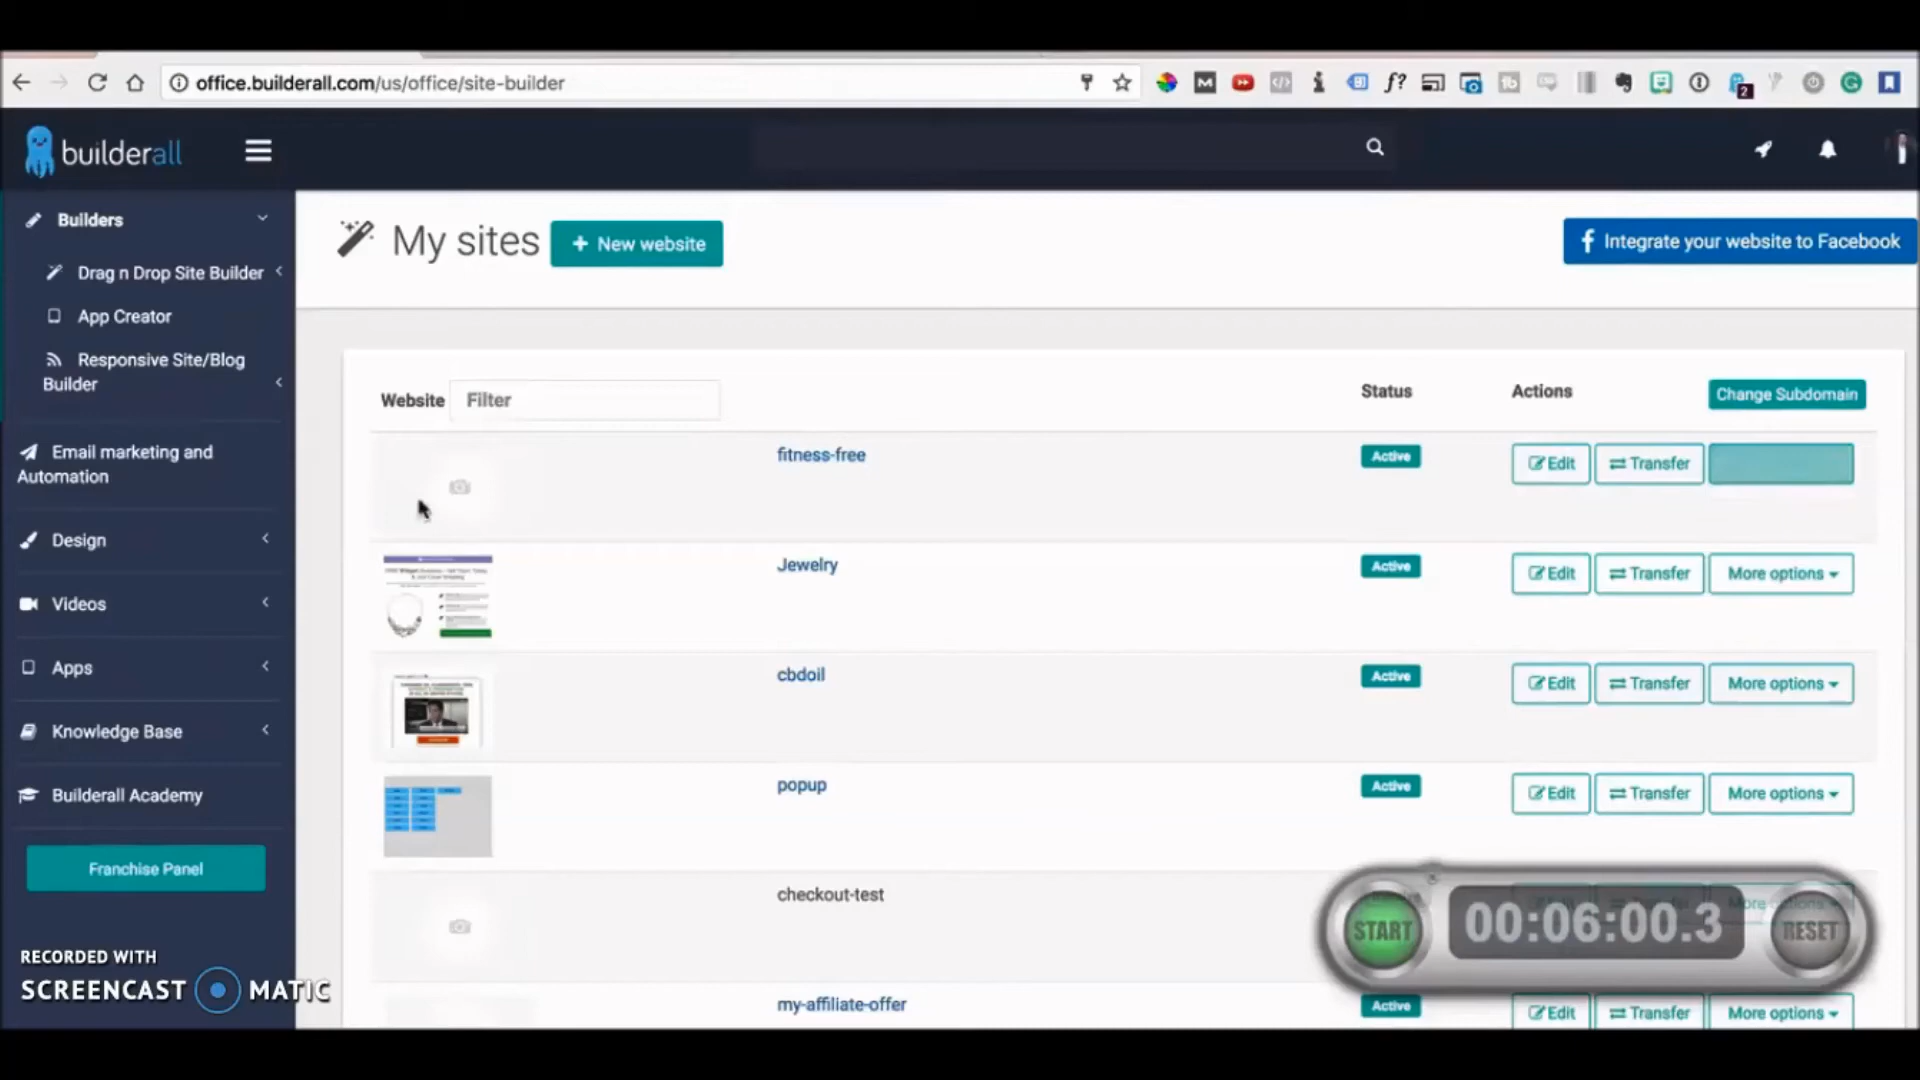 office.builderall.com/us/office/site-builder
2
builderall
Builders
Drag n Drop Site Builder
App Creator
Responsive Site/Blog
Builder
Email marketing and
Automation
Design
Videos
Apps
Knowledge Base
Builderall Academy
Franchise Panel
My sites
+ New website
Integrate your website to Facebook
Website
Filter
Status
Actions
Change Subdomain
fitness-free
Active
Edit
Transfer
Jewelry
Active
Edit
Transfer
More options
cbdoil
Active
Edit
Transfer
More options
popup
Active
Edit
Transfer
More options
checkout-test
START
00:06:00.3
RESET
my-affiliate-offer
Active
Edit
Transfer
More options
RECORDED WITH
SCREENCAST MATIC